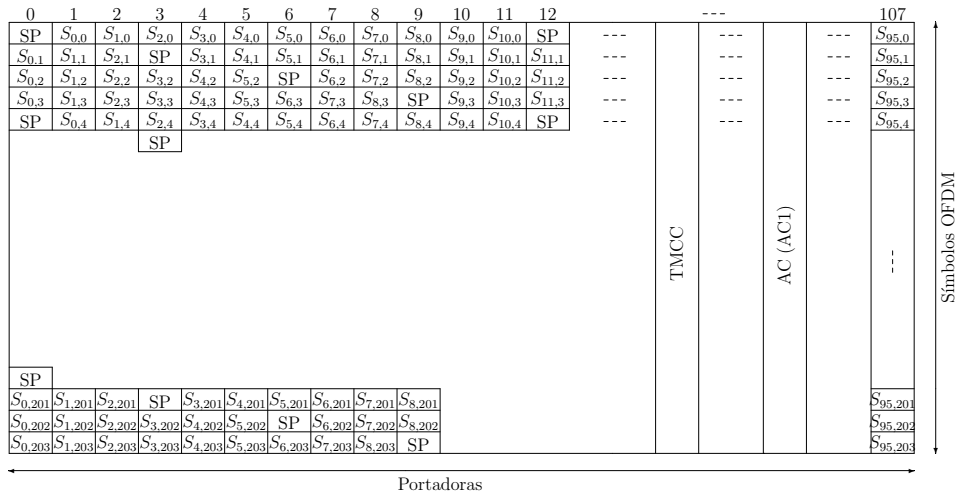 0 1 2 3 4 5 6 7 8 9 10 11 12 --- 107
SP S0,0 S1,0 S2,0 S3,0 S4,0 S5,0 S6,0 S7,0 S8,0 S9,0 S10,0 SP --- --- --- S95,0
S0.1 S1,1 S2,1 SP S3,1 S4,1 S5,1 S6,1 S7,1 S8,1 S9,1 S10,1 S11,1 --- --- --- S95,1
S0,2 S1,2 S2,2 S3,2 S4,2 S5,2 SP S6,2 S7,2 S8,2 S9,2 S10,2 S11,2 --- --- --- S95,2
S0,3 S1,3 S2,3 S3,3 S4,3 S5,3 S6,3 S7,3 S8,3 SP S9,3 S10,3 S11,3 --- --- --- S95,3
SP S0,4 S1,4 S2,4 S3,4 S4,4 S5,4 S6,4 S7,4 S8,4 S9,4 S10,4 SP --- --- --- S95,4
SP
TMCC
AC (AC1)
---
Símbolos OFDM
SP
S0,201 S1,201 S2,201 SP S3,201 S4,201 S5,201 S6,201 S7,201 S8,201 S95,201
S0,202 S1,202 S2,202 S3,202 S4,202 S5,202 SP S6,202 S7,202 S8,202 S95,202
S0,203 S1,203 S2,203 S3,203 S4,203 S5,203 S6,203 S7,203 S8,203 SP S95,203
Portadoras